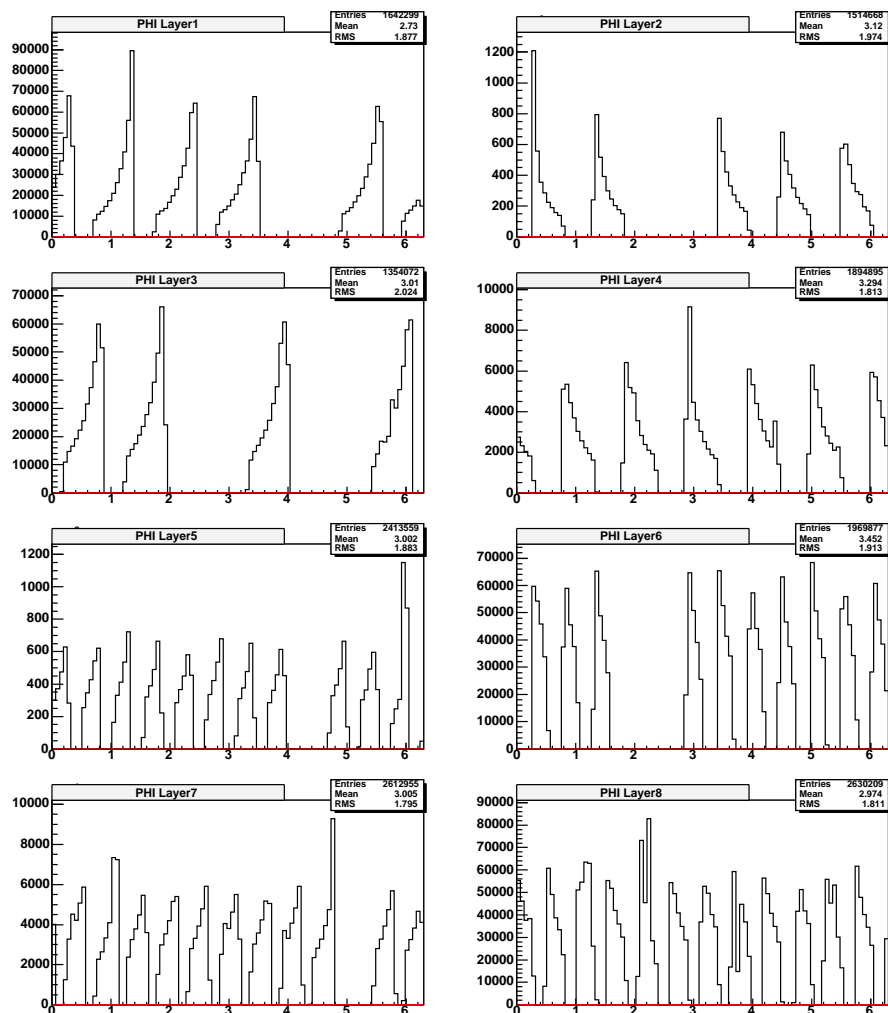 PHI Layer1
Entries 1642299
Mean 2.73
RMS 1.877
90000
80000
70000
60000
50000
40000
30000
20000
10000
0
0 1 2 3 4 5 6
PHI Layer2
Entries 1514668
Mean 3.12
RMS 1.974
1200
1000
800
600
400
200
0
0 1 2 3 4 5 6
PHI Layer3
Entries 1354072
Mean 3.01
RMS 2.024
70000
60000
50000
40000
30000
20000
10000
0
0 1 2 3 4 5 6
PHI Layer4
Entries 1894895
Mean 3.294
RMS 1.813
10000
8000
6000
4000
2000
0
0 1 2 3 4 5 6
PHI Layer5
Entries 2413559
Mean 3.002
RMS 1.883
1200
1000
800
600
400
200
0
0 1 2 3 4 5 6
PHI Layer6
Entries 1969877
Mean 3.452
RMS 1.913
70000
60000
50000
40000
30000
20000
10000
0
0 1 2 3 4 5 6
PHI Layer7
Entries 2612955
Mean 3.005
RMS 1.795
10000
8000
6000
4000
2000
0
0 1 2 3 4 5 6
PHI Layer8
Entries 2630209
Mean 2.974
RMS 1.811
90000
80000
70000
60000
50000
40000
30000
20000
10000
0
0 1 2 3 4 5 6